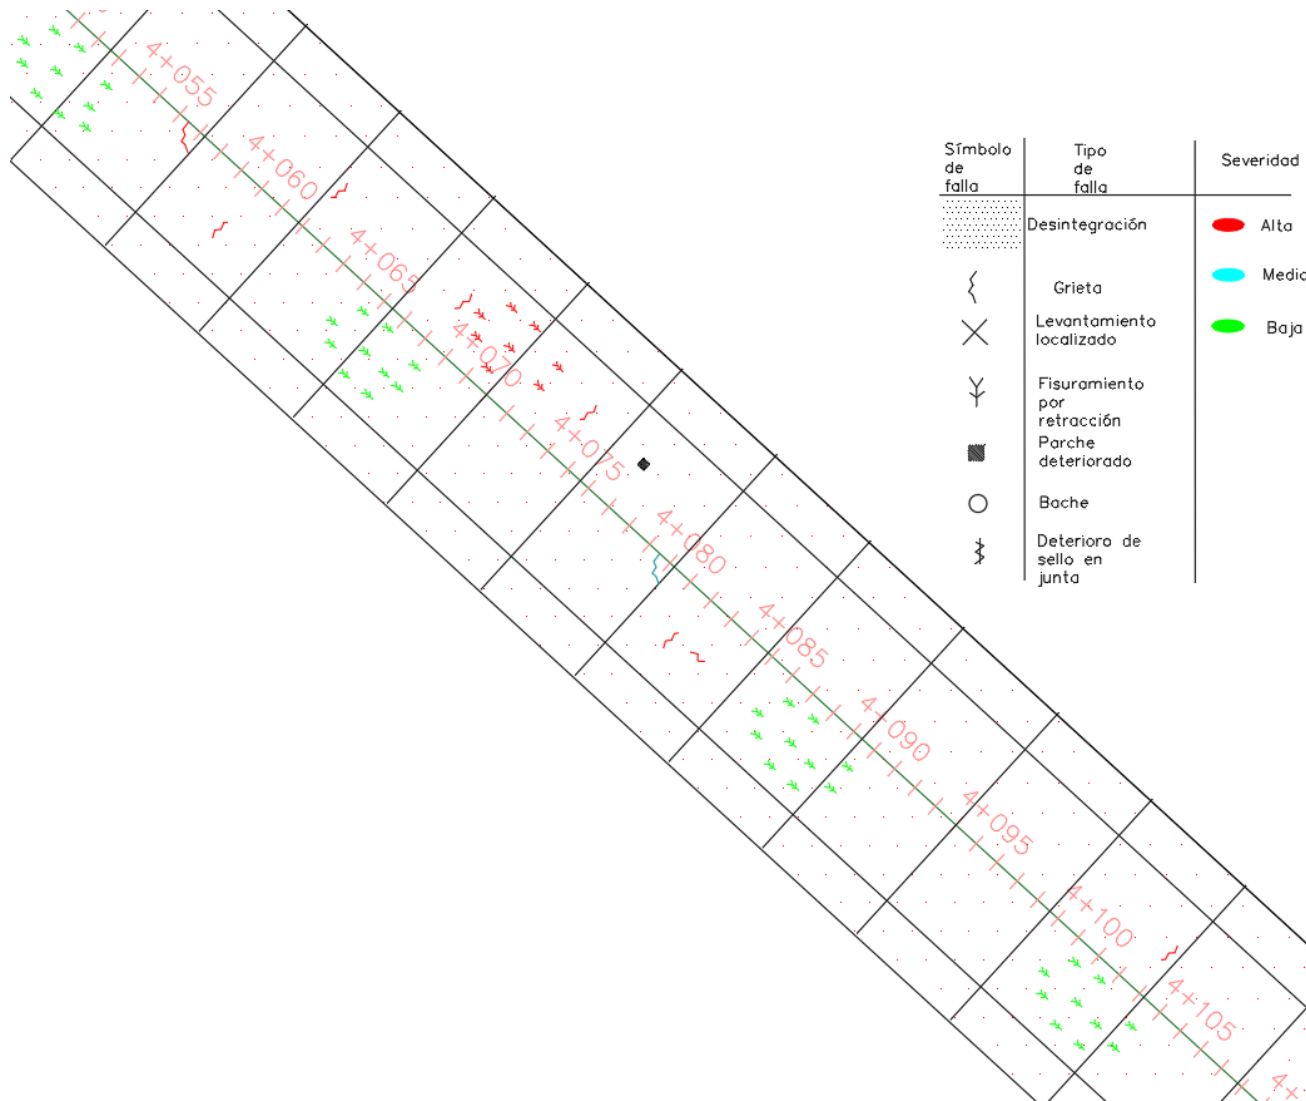 4+055
4+060
4+065
4+070
4+075
4+080
4+085
4+090
4+095
4+100
4+105
4+
Símbolo
de
falla
Tipo
de
falla
Severidad
Desintegración
Alta
Grieta
Media
Levantamiento
localizado
Baja
Fisuramiento
por
retracción
Parche
deteriorado
Bache
Deterioro de
sello en
junta